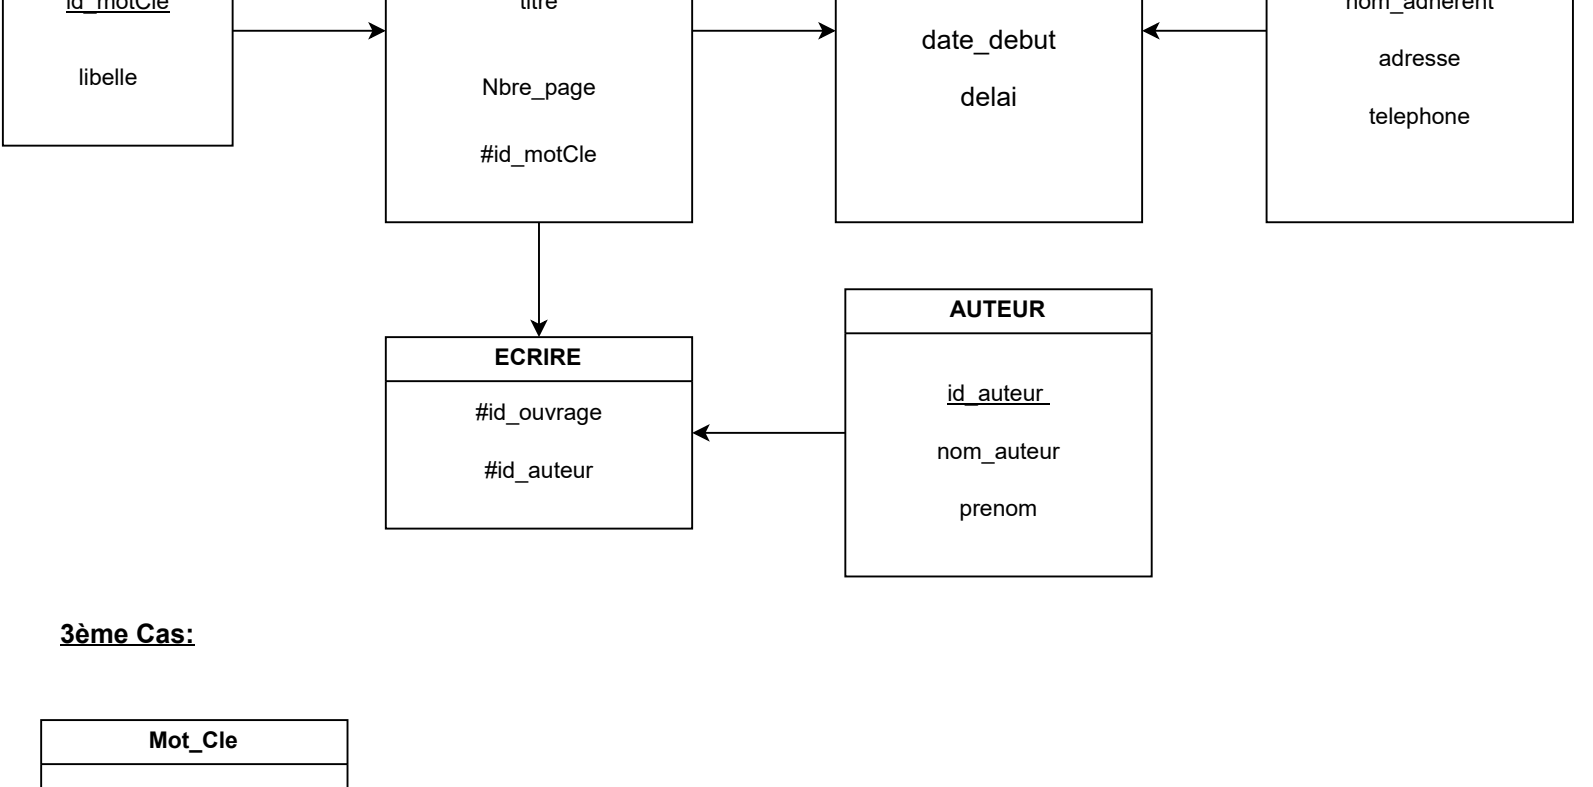 id_motCle
libelle
titre
Nbre_page
#id_motCle
date_debut
delai
nom_adherent
adresse
telephone
ECRIRE
#id_ouvrage
#id_auteur
AUTEUR
id_auteur
nom_auteur
prenom
3ème Cas:
Mot_Cle